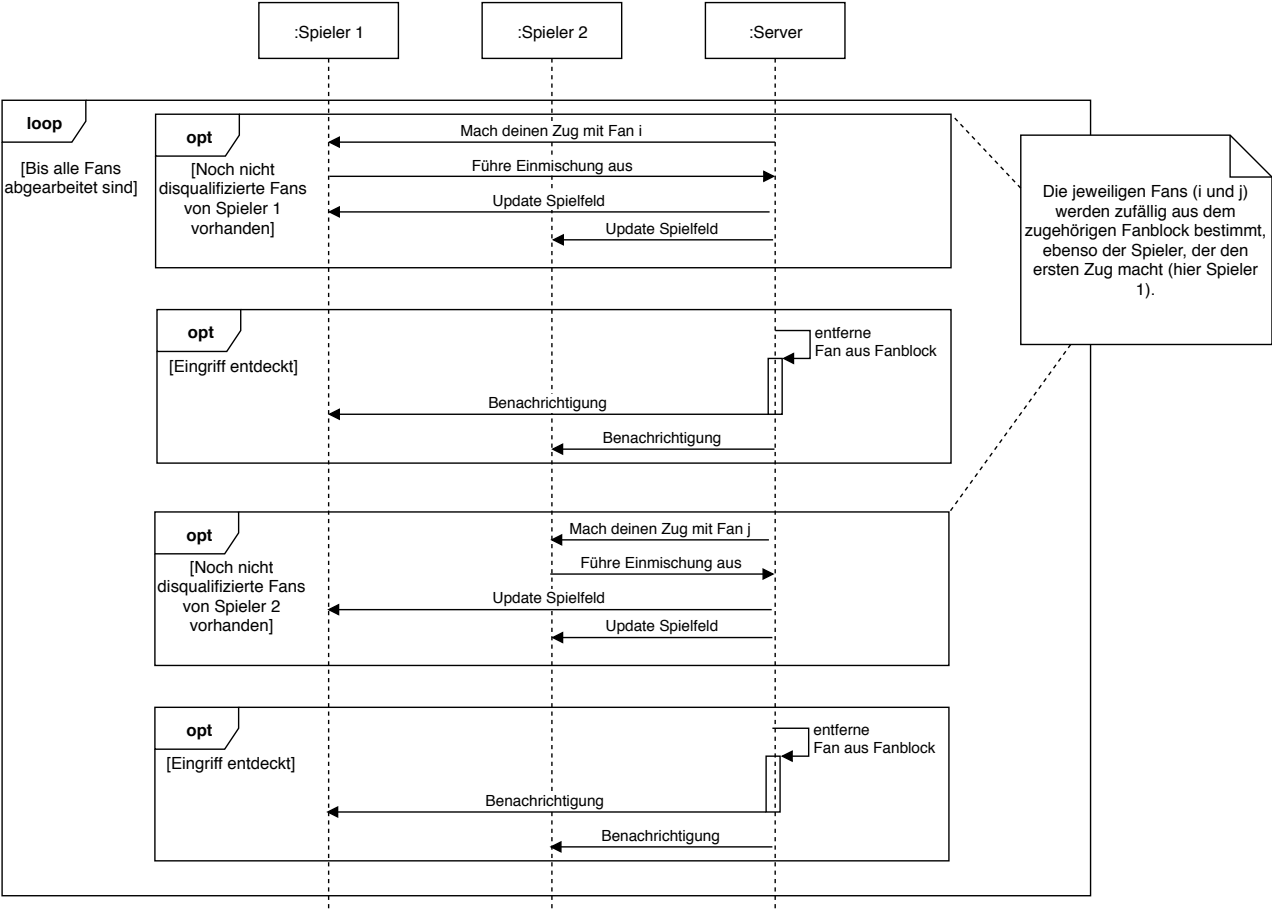 :Spieler 1
:Spieler 2
:Server
loop
[Bis alle Fans
abgearbeitet sind]
opt
[Noch nicht
disqualifizierte Fans
von Spieler 1
vorhanden]
Mach deinen Zug mit Fan i
Führe Einmischung aus
Update Spielfeld
Update Spielfeld
Die jeweiligen Fans (i und j)
werden zufällig aus dem
zugehörigen Fanblock bestimmt,
ebenso der Spieler, der den
ersten Zug macht (hier Spieler
1).
opt
[Eingriff entdeckt]
entferne
Fan aus Fanblock
Benachrichtigung
Benachrichtigung
opt
[Noch nicht
disqualifizierte Fans
von Spieler 2
vorhanden]
Mach deinen Zug mit Fan j
Führe Einmischung aus
Update Spielfeld
Update Spielfeld
opt
[Eingriff entdeckt]
entferne
Fan aus Fanblock
Benachrichtigung
Benachrichtigung